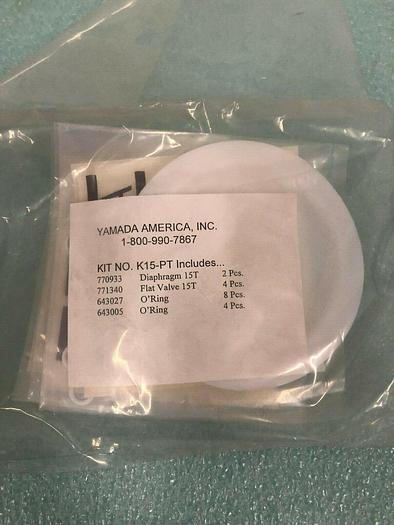 YAMADA AMERICA, INC.
1-800-990-7867
KIT NO. K15-PT Includes...
770933 Diaphragm 15T 2 Pcs.
771340 Flat Valve 15T 4 Pcs.
643027 O'Ring 8 Pcs.
643005 O'Ring 4 Pcs.